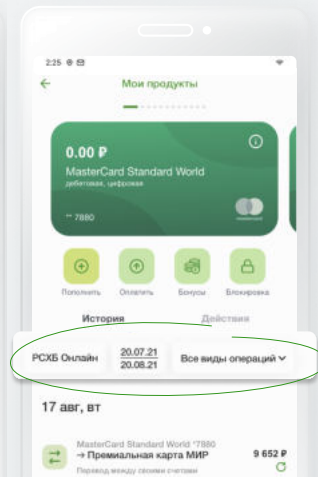 2:25
Мои продукты
0.00 ₽
MasterCard Standard World
дебетовая, цифровая
** 7880
mastercard
Пополнить Оплатить Бонусы Блокировка
История Действия
РСХБ Онлайн 20.07.21 Все виды операций
20.08.21
17 авг, вт
MasterCard Standard World *7880
→ Премиальная карта МИР 9 652 ₽
Перевод между своими счетами